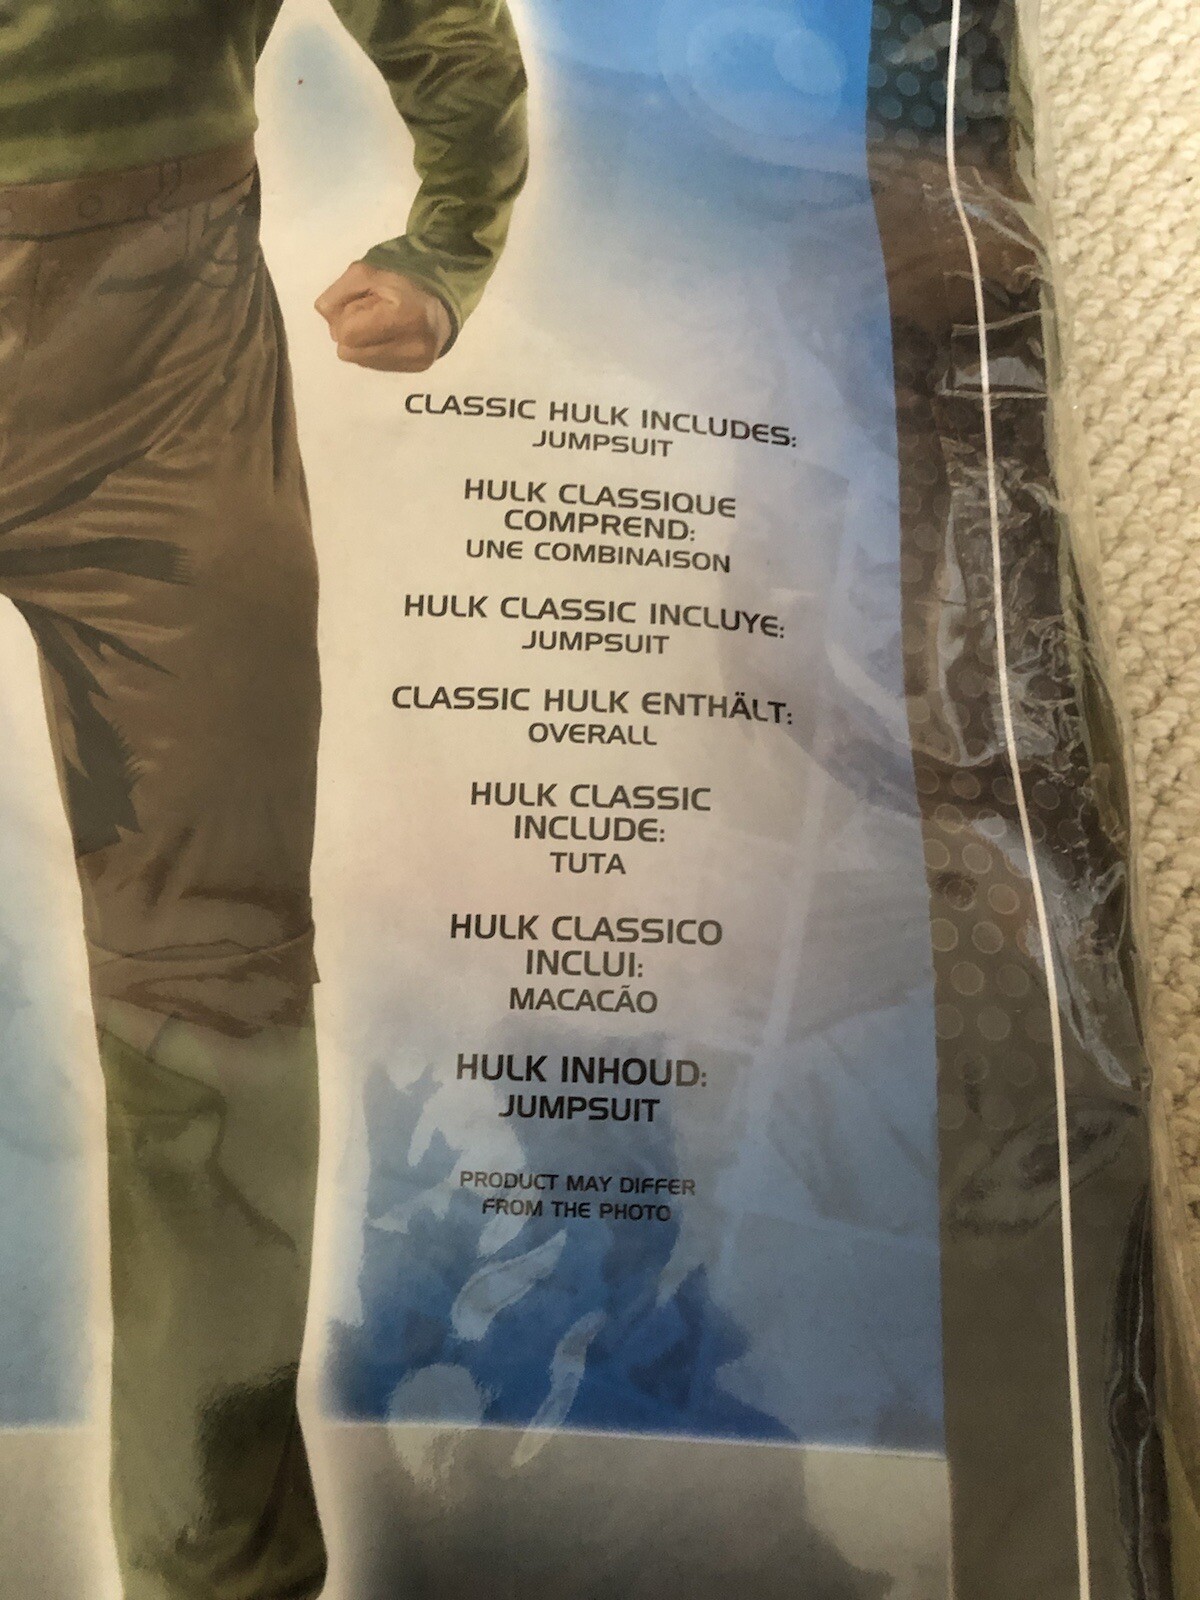 CLASSIC HULK INCLUDES:
JUMPSUIT
HULK CLASSIQUE
COMPREND:
UNE COMBINAISON
HULK CLASSIC INCLUYE:
JUMPSUIT
CLASSIC HULK ENTHÄLT:
OVERALL
HULK CLASSIC
INCLUDE:
TUTA
HULK CLASSICO
INCLUI:
MACACÃO
HULK INHOUD:
JUMPSUIT
PRODUCT MAY DIFFER
FROM THE PHOTO